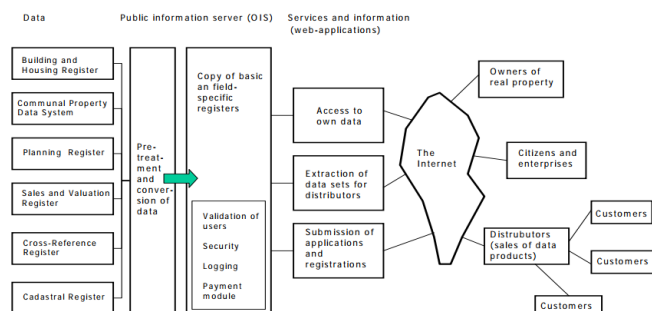 Data
Public information server (OIS)
Services and information
(web-applications)
Building and
Housing Register
Communal Property
Data System
Planning Register
Sales and Valuation
Register
Cross-Reference
Register
Cadastral Register
Pre-
treat-
ment
and
conver-
sion of
data
Copy of basic
an field-
specific
registers
Validation of
users
Security
Logging
Payment
module
Access to
own data
Extraction of
data sets for
distributors
Submission of
applications
and
registrations
The
Internet
Owners of
real property
Citizens and
enterprises
Distrubutors
(sales of data
products)
Customers
Customers
Customers